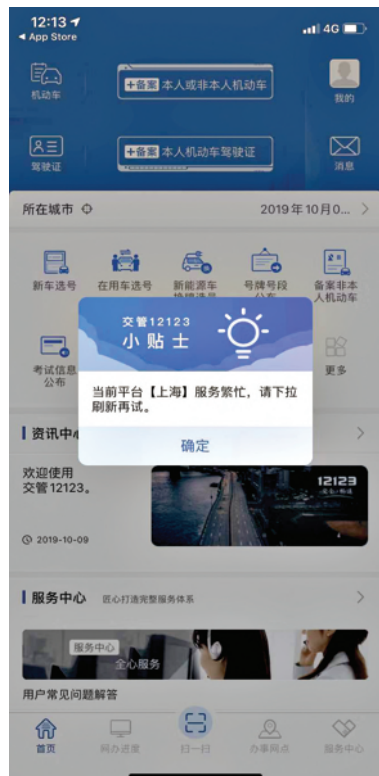 12:13
4G
App Store
机动车
+备案 本人或非本人机动车
我的
驾驶证
+备案 本人机动车驾驶证
消息
所在城市
2019年10月0...
新车选号
在用车选号
新能源车
号牌号段
备案非本
人机动车
交管12123
小贴士
考试信息
公布
更多
当前平台【上海】服务繁忙，请下拉
刷新再试。
确定
资讯中
欢迎使用
交管12123。
12123
2019-10-09
服务中心 匠心打造完整服务体系
服务中心
全心服务
用户常见问题解答
首页
网办进度
扫一扫
办事网点
服务中心